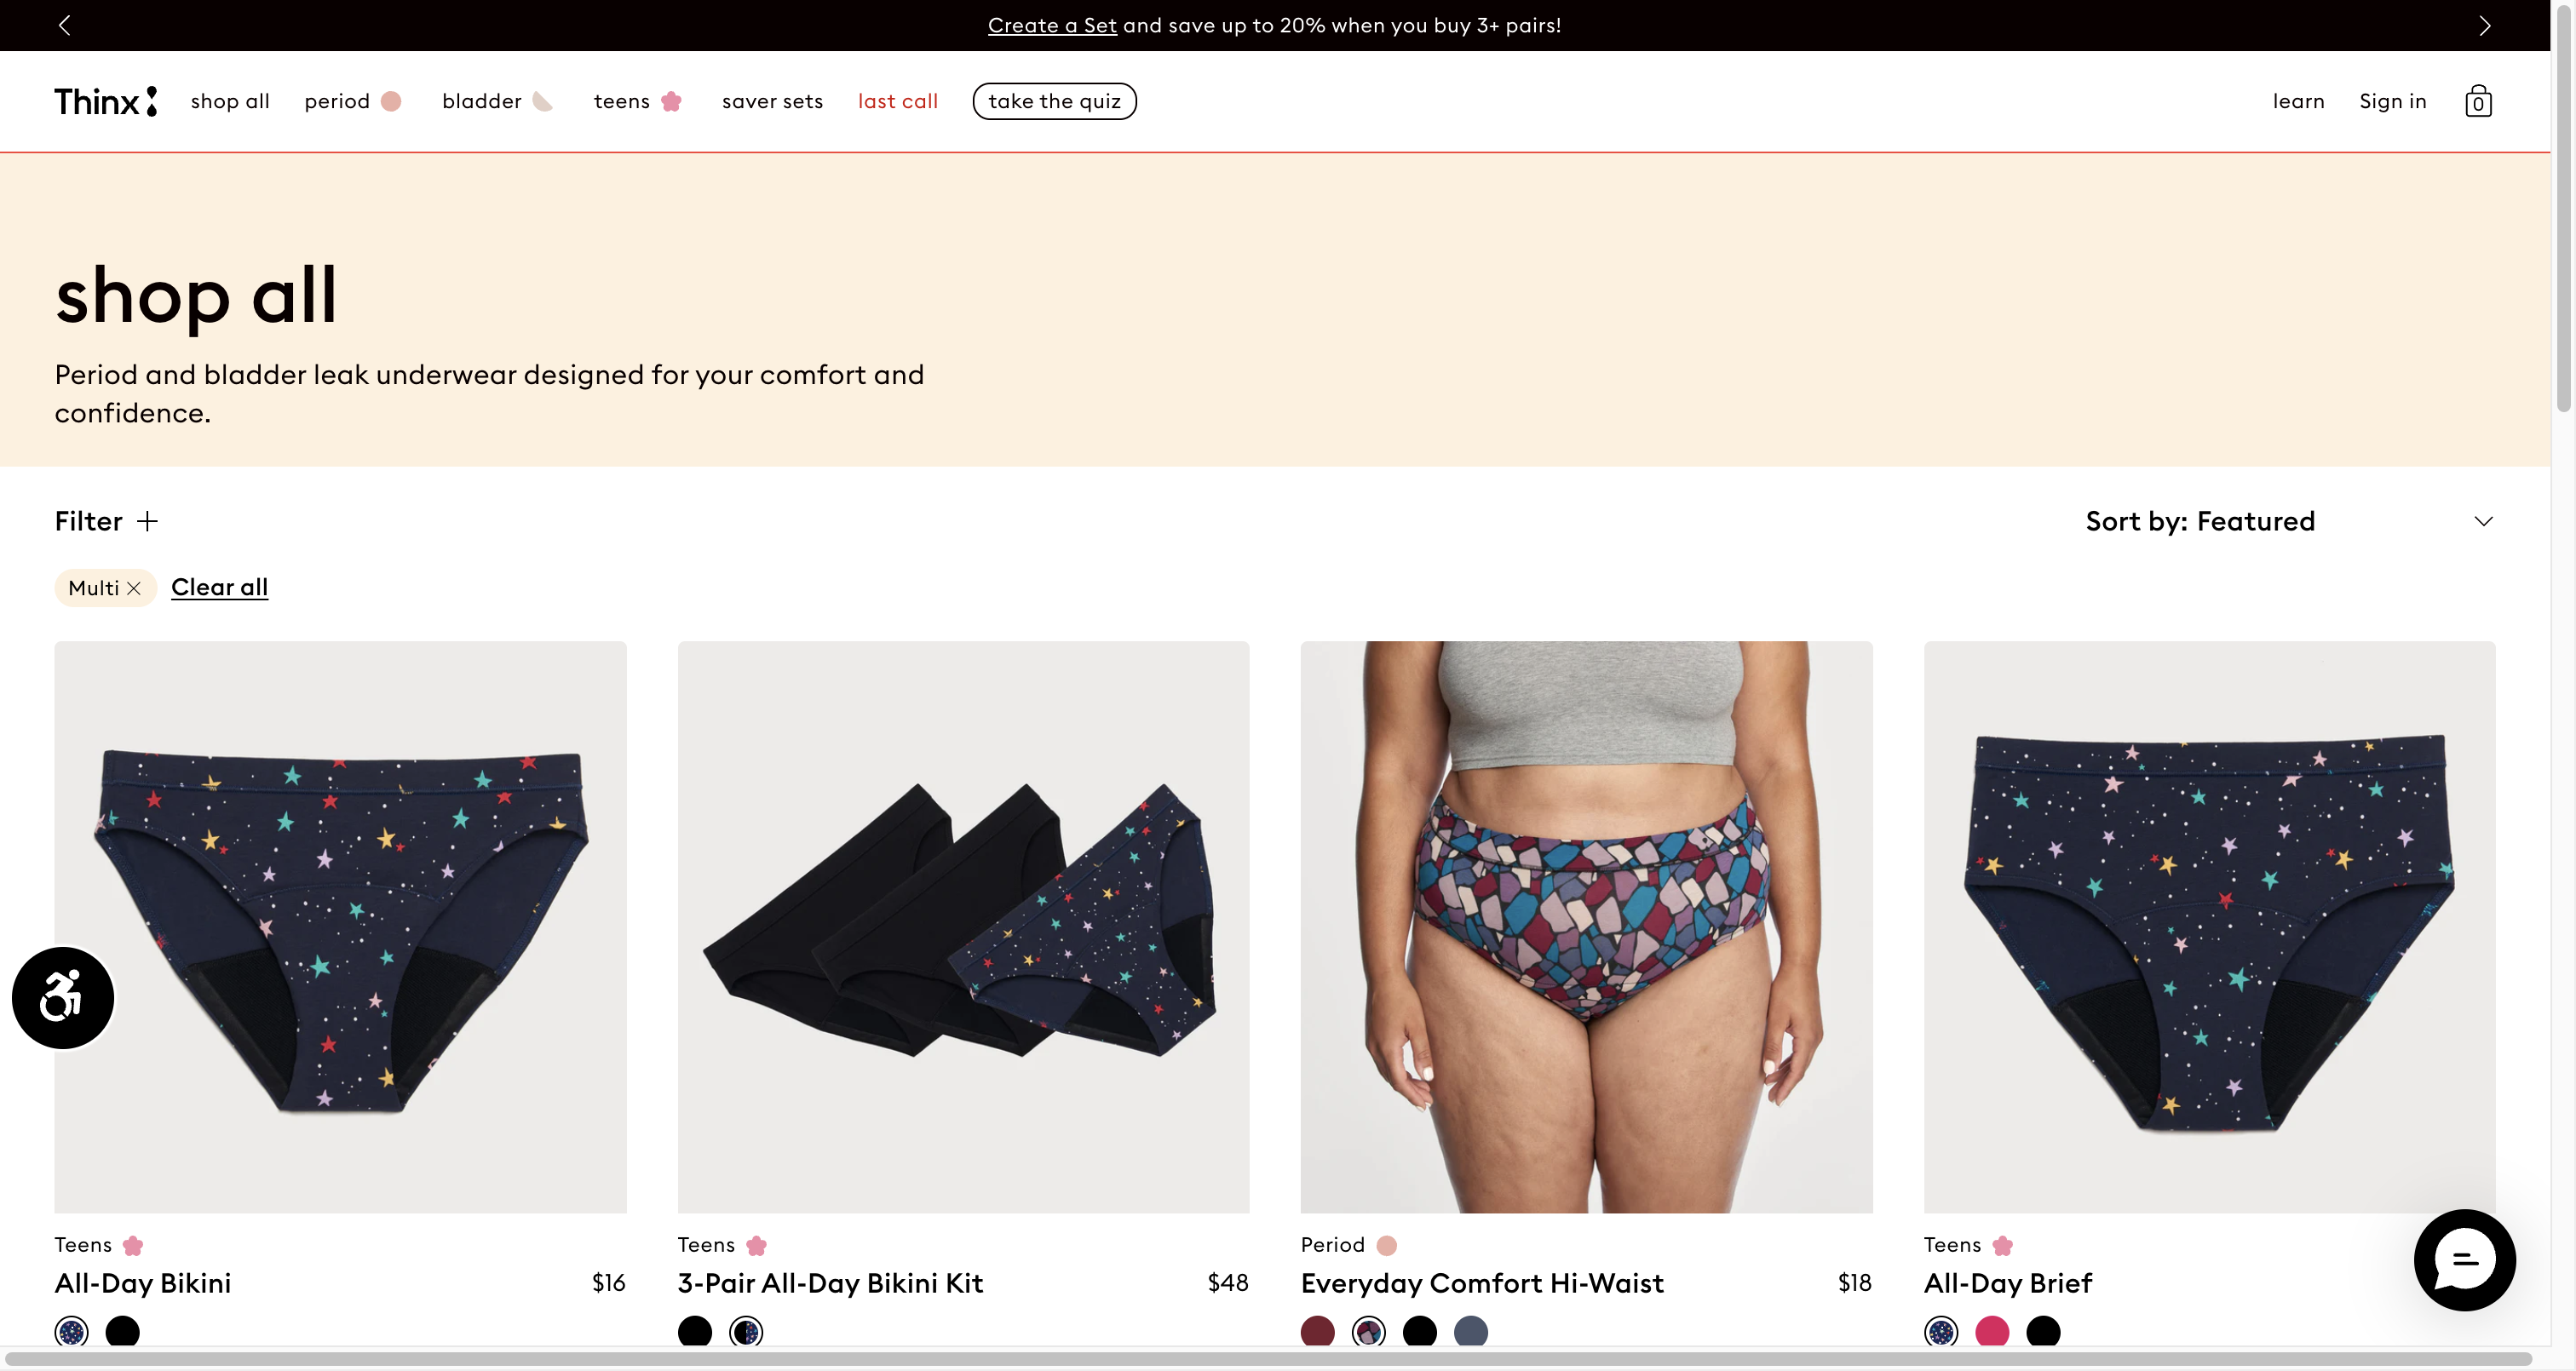 Create a Set and save up to 20% when you buy 3+ pairs!
Thinx shop all period bladder teens saver sets last call take the quiz learn Sign in 0
shop all
Period and bladder leak underwear designed for your comfort and
confidence.
Filter Sort by: Featured
Multi Clear all
Teens Teens Period Teens
All-Day Bikini $16 3-Pair All-Day Bikini Kit $48 Everyday Comfort Hi-Waist $18 All-Day Brief